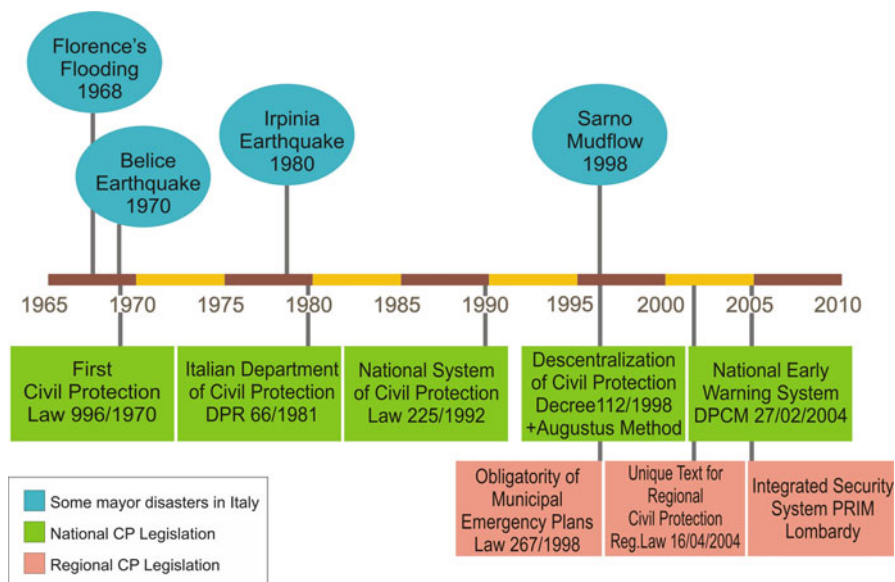 Florence's
Flooding
1968
Belice
Earthquake
1970
Irpinia
Earthquake
1980
Sarno
Mudflow
1998
1965 1970 1975 1980 1985 1990 1995 2000 2005 2010
First
Civil Protection
Law 996/1970
Italian Department
of Civil Protection
DPR 66/1981
National System
of Civil Protection
Law 225/1992
Descentralization
of Civil Protection
Decree112/1998
+Augustus Method
National Early
Warning System
DPCM 27/02/2004
Obligatority of
Municipal
Emergency Plans
Law 267/1998
Unique Text for
Regional
Civil Protection
Reg.Law 16/04/2004
Integrated Security
System PRIM
Lombardy
Some mayor disasters in Italy
National CP Legislation
Regional CP Legislation